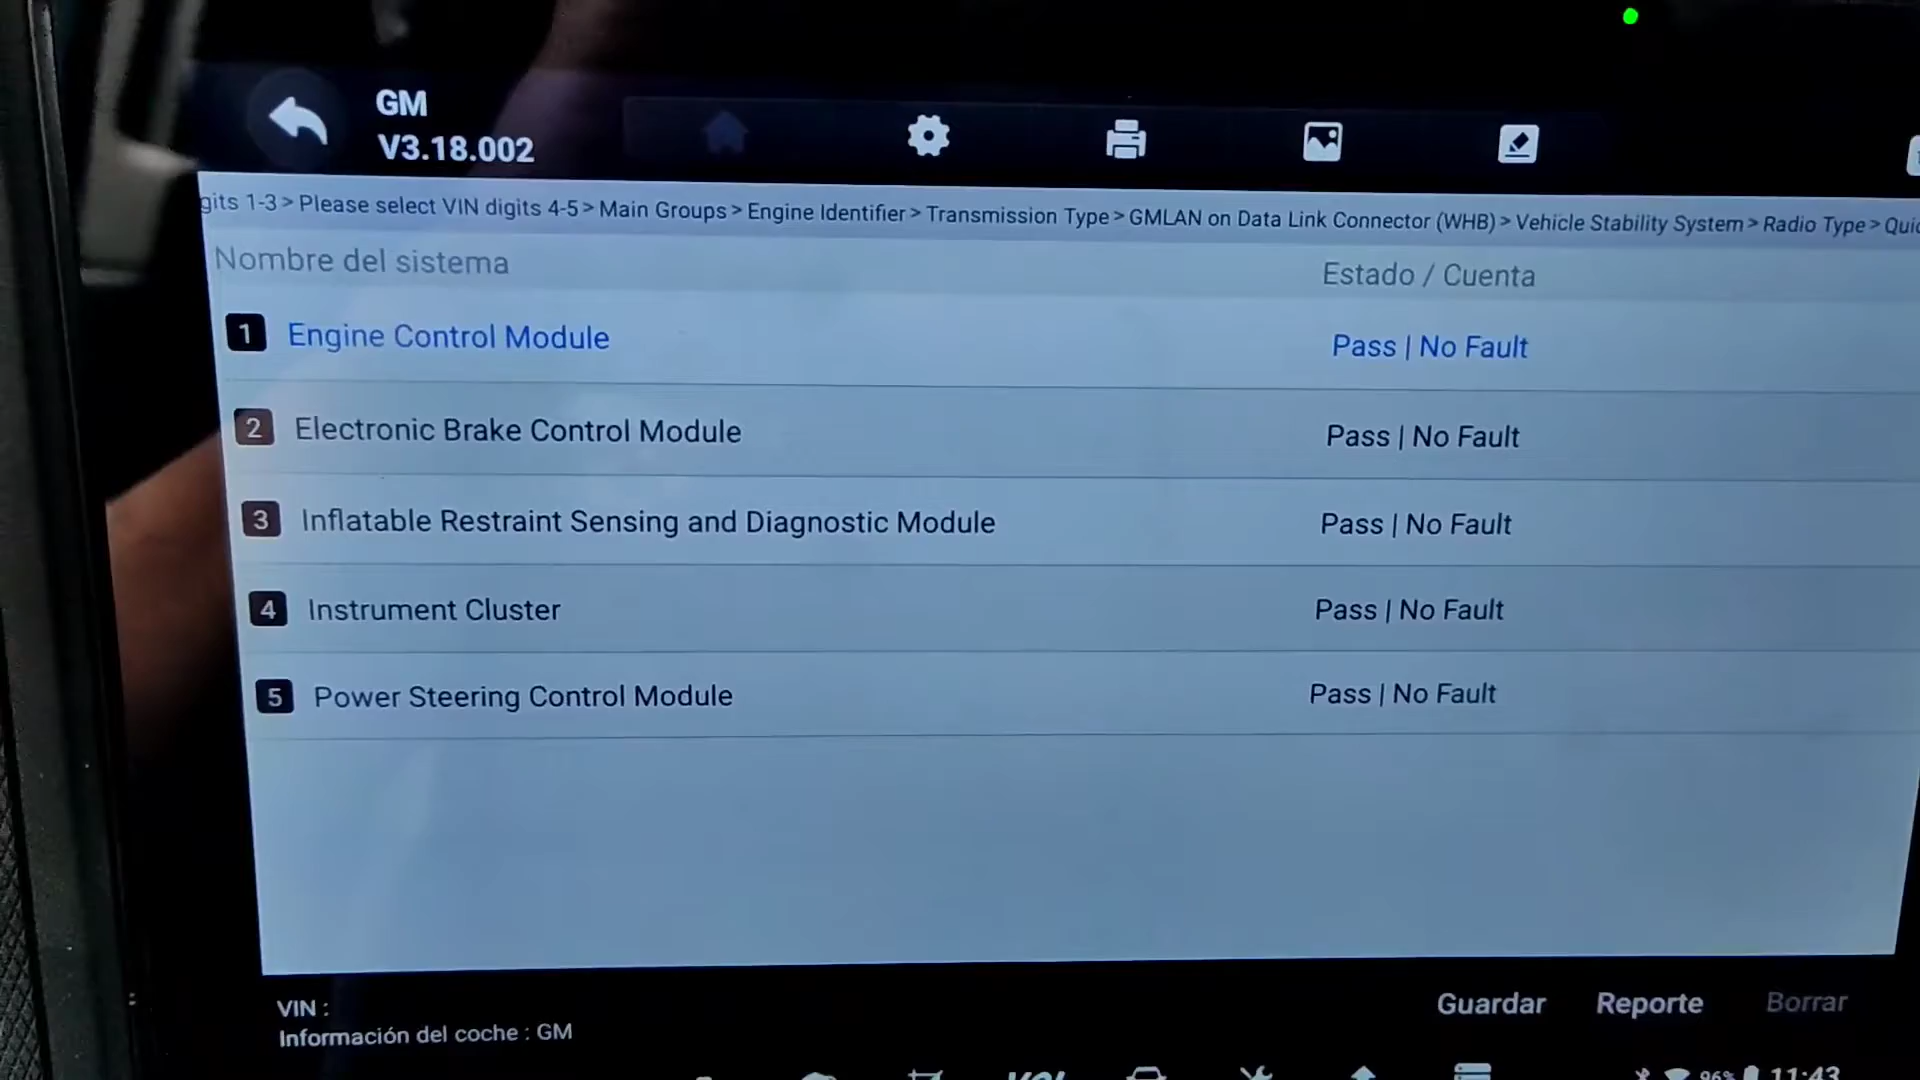 GM
V3.18.002
gits 1-3 > Please select VIN digits 4-5 > Main Groups > Engine Identifier > Transmission Type > GMLAN on Data Link Connector (WHB) > Vehicle Stability System > Radio Type > Quic
Nombre del sistema Estado / Cuenta
1 Engine Control Module Pass | No Fault
2 Electronic Brake Control Module Pass | No Fault
3 Inflatable Restraint Sensing and Diagnostic Module Pass | No Fault
4 Instrument Cluster Pass | No Fault
5 Power Steering Control Module Pass | No Fault
VIN :
Información del coche : GM
Guardar Reporte Borrar
96% 11:43